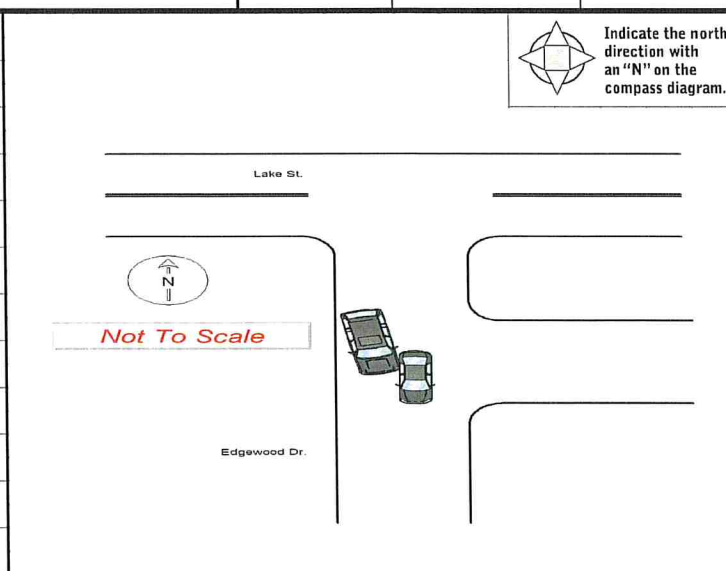 Indicate the north
direction with
an "N" on the
compass diagram.
Lake St.
N
Not To Scale
Edgewood Dr.